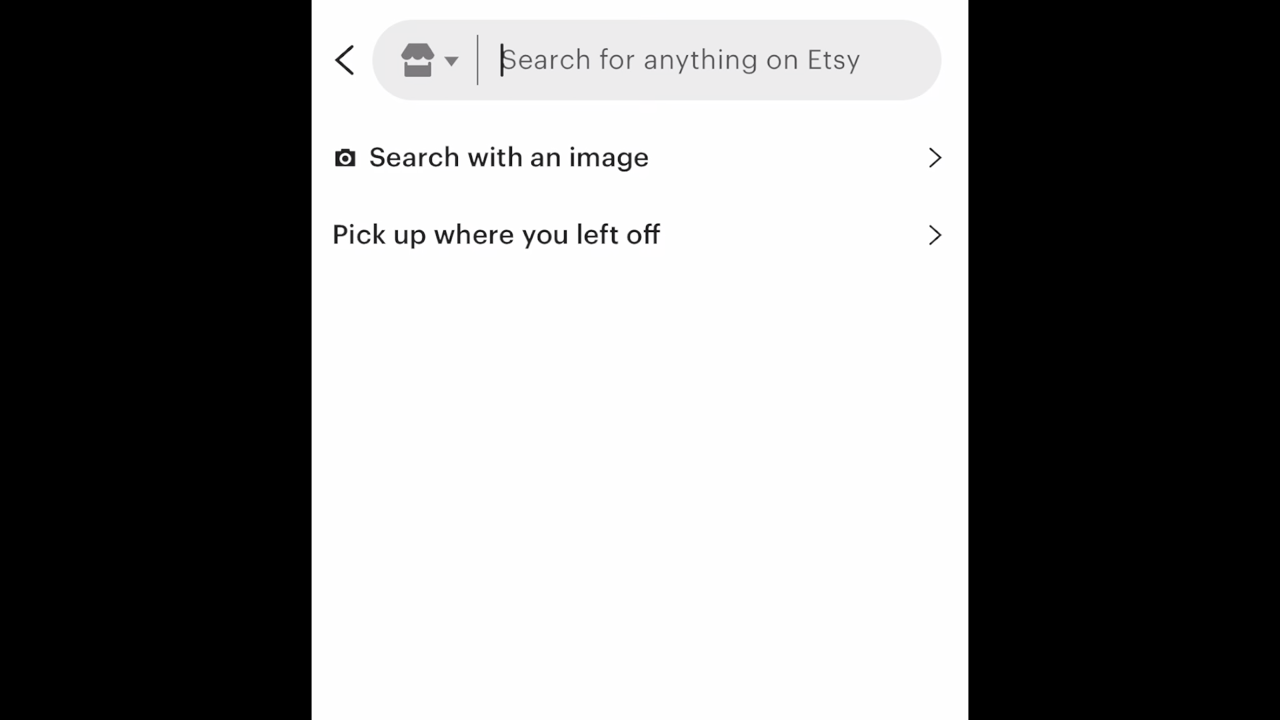 Search for anything on Etsy
Search with an image
Pick up where you left off